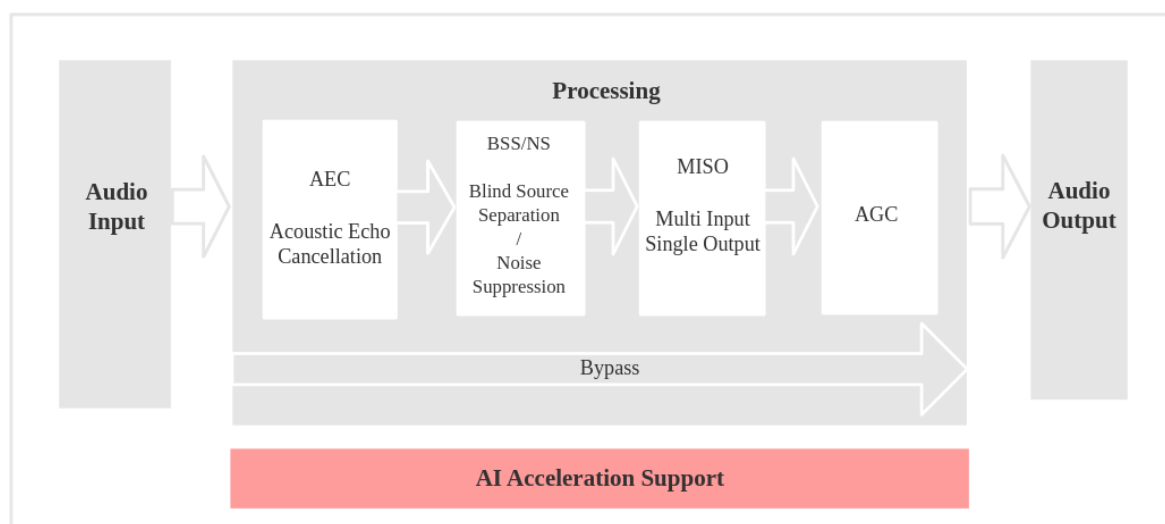 Processing
Audio
Input
AEC
Acoustic Echo
Cancellation
BSS/NS
Blind Source
Separation
/
Noise
Suppression
MISO
Multi Input
Single Output
AGC
Audio
Output
Bypass
AI Acceleration Support